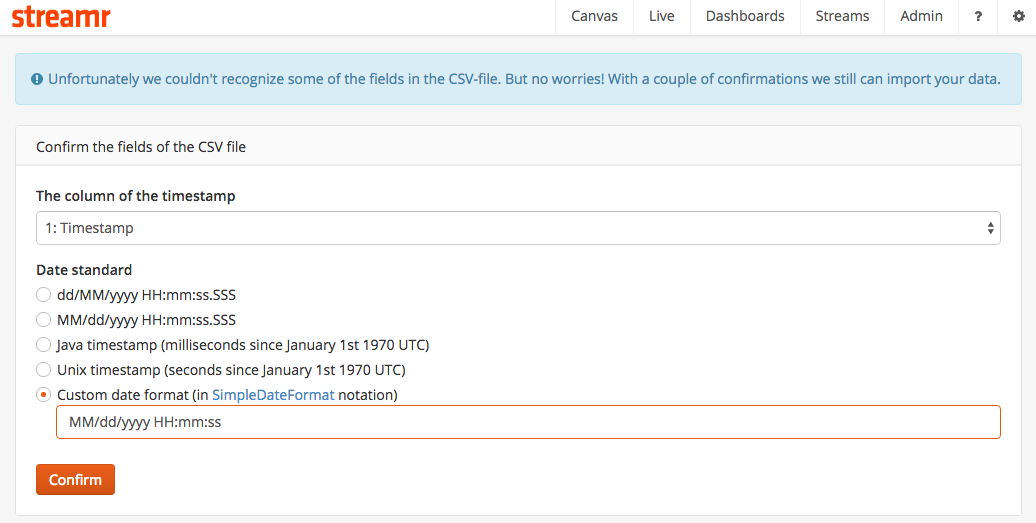 streamr
Canvas Live Dashboards Streams Admin ?
Unfortunately we couldn't recognize some of the fields in the CSV-file. But no worries! With a couple of confirmations we still can import your data.
Confirm the fields of the CSV file
The column of the timestamp
1: Timestamp
Date standard
dd/MM/yyyy HH:mm:ss.SSS
MM/dd/yyyy HH:mm:ss.SSS
Java timestamp (milliseconds since January 1st 1970 UTC)
Unix timestamp (seconds since January 1st 1970 UTC)
Custom date format (in SimpleDateFormat notation)
MM/dd/yyyy HH:mm:ss
Confirm